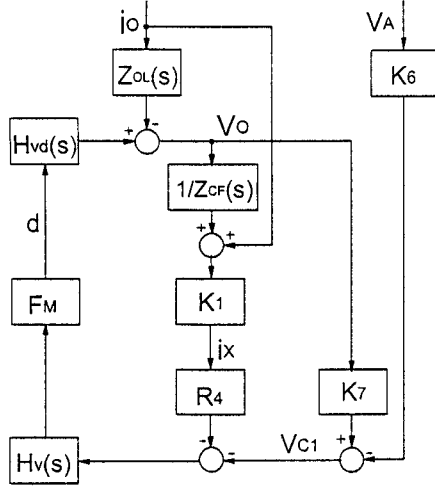 io
VA
ZOL(s)
K6
+
-
Hvd(s)
VO
1/ZCF(s)
d
+
+
FM
K1
ix
R4
K7
-
-
VC1
+
-
Hv(s)